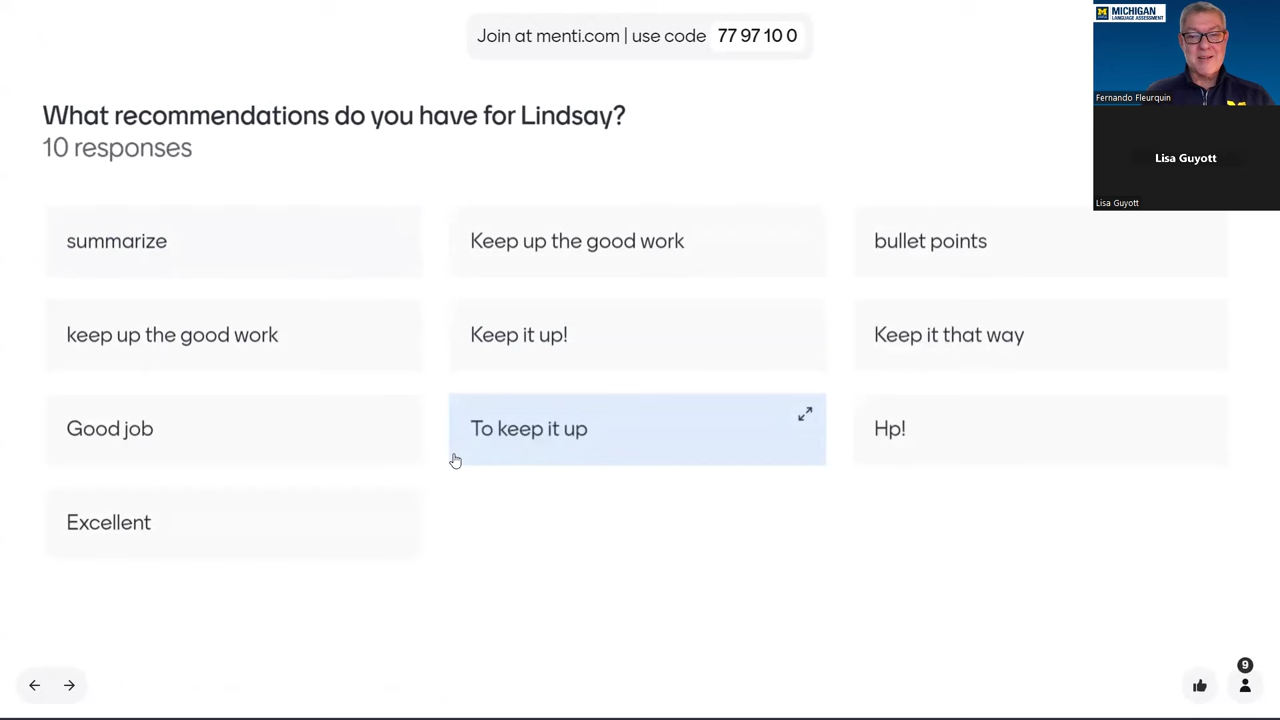 Join at menti.com | use code 77 97 10 0
MICHIGAN
LANGUAGE ASSESSMENT
Fernando Fleurquin
Lisa Guyott
Lisa Guyott
What recommendations do you have for Lindsay?
10 responses
summarize
Keep up the good work
bullet points
keep up the good work
Keep it up!
Keep it that way
Good job
To keep it up
Hp!
Excellent
9